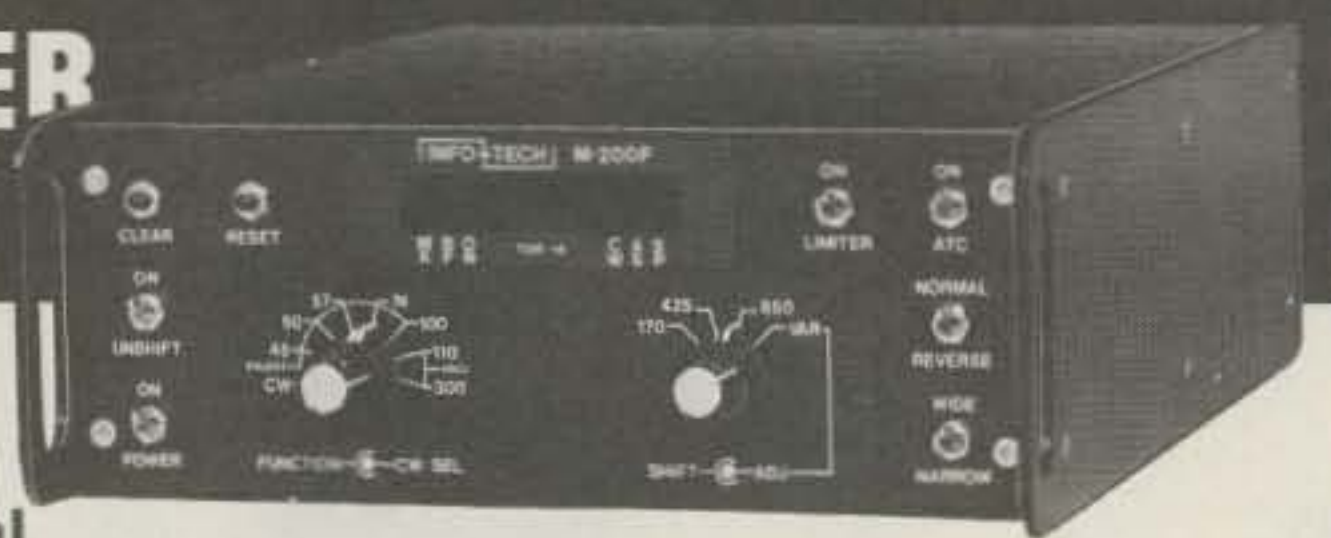 ER
INFO-TECH M-200F
CLEAR
RESET
ON
LIMITER
ON
ATC
ON
UNSHIFT
57
74
60
100
45
110
CW
300
425
850
170
VAR
NORMAL
REVERSE
ON
POWER
FUNCTION CW SEL
SHIFT ADJ
WIDE
NARROW